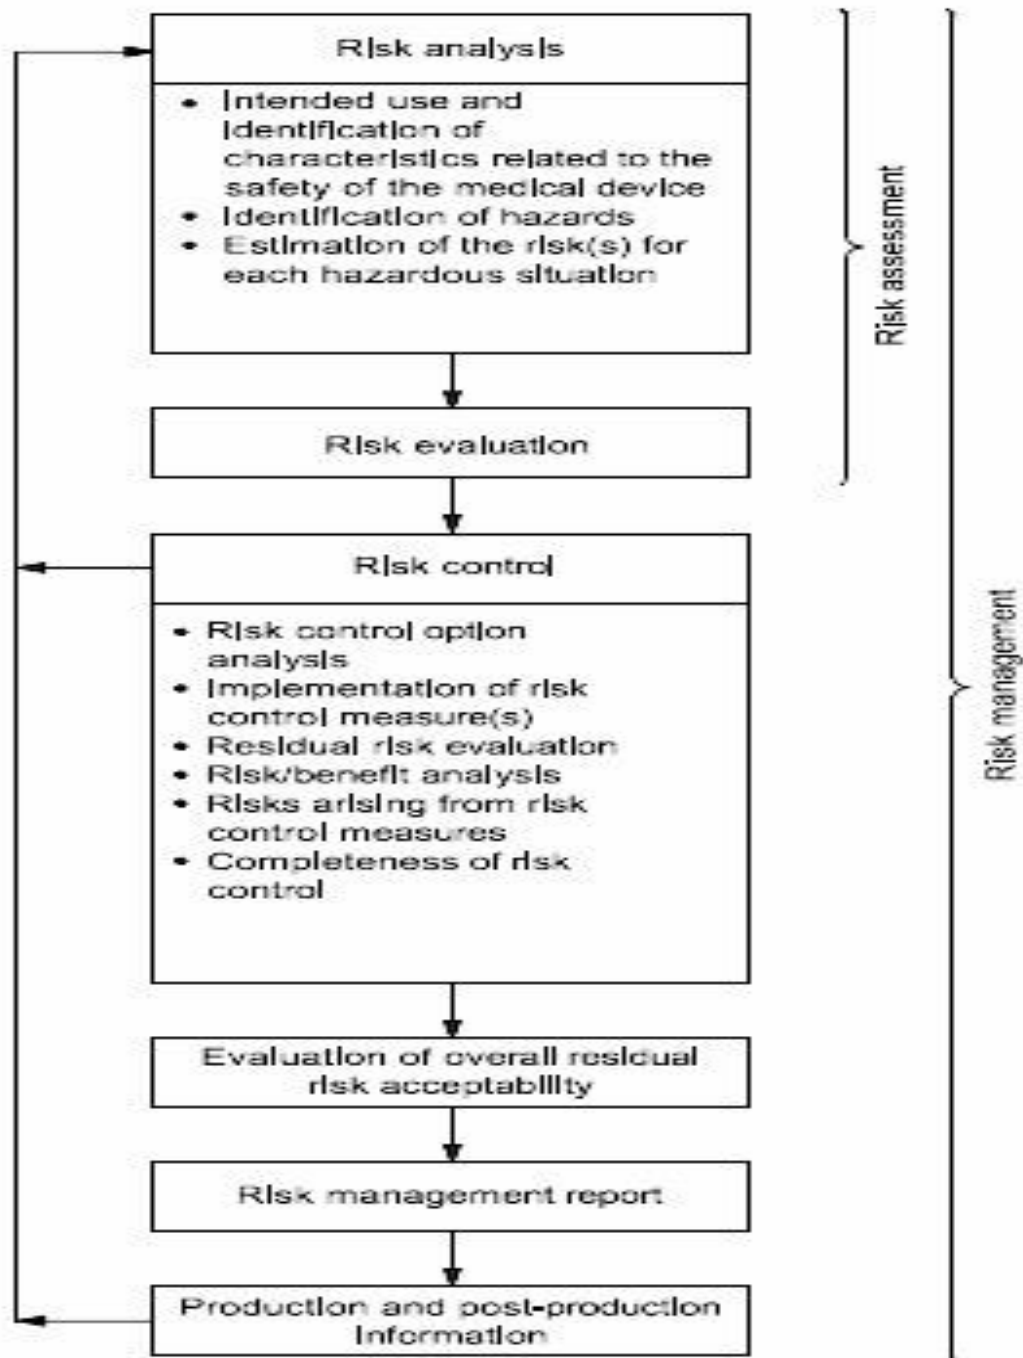 Risk analysis
• Intended use and
identification of
characteristics related to the
safety of the medical device
• Identification of hazards
• Estimation of the risk(s) for
each hazardous situation
Risk evaluation
Risk assessment
Risk control
• Risk control option
analysis
• Implementation of risk
control measure(s)
• Residual risk evaluation
• Risk/benefit analysis
• Risks arising from risk
control measures
• Completeness of risk
control
Risk management
Evaluation of overall residual
risk acceptability
Risk management report
Production and post-production
information